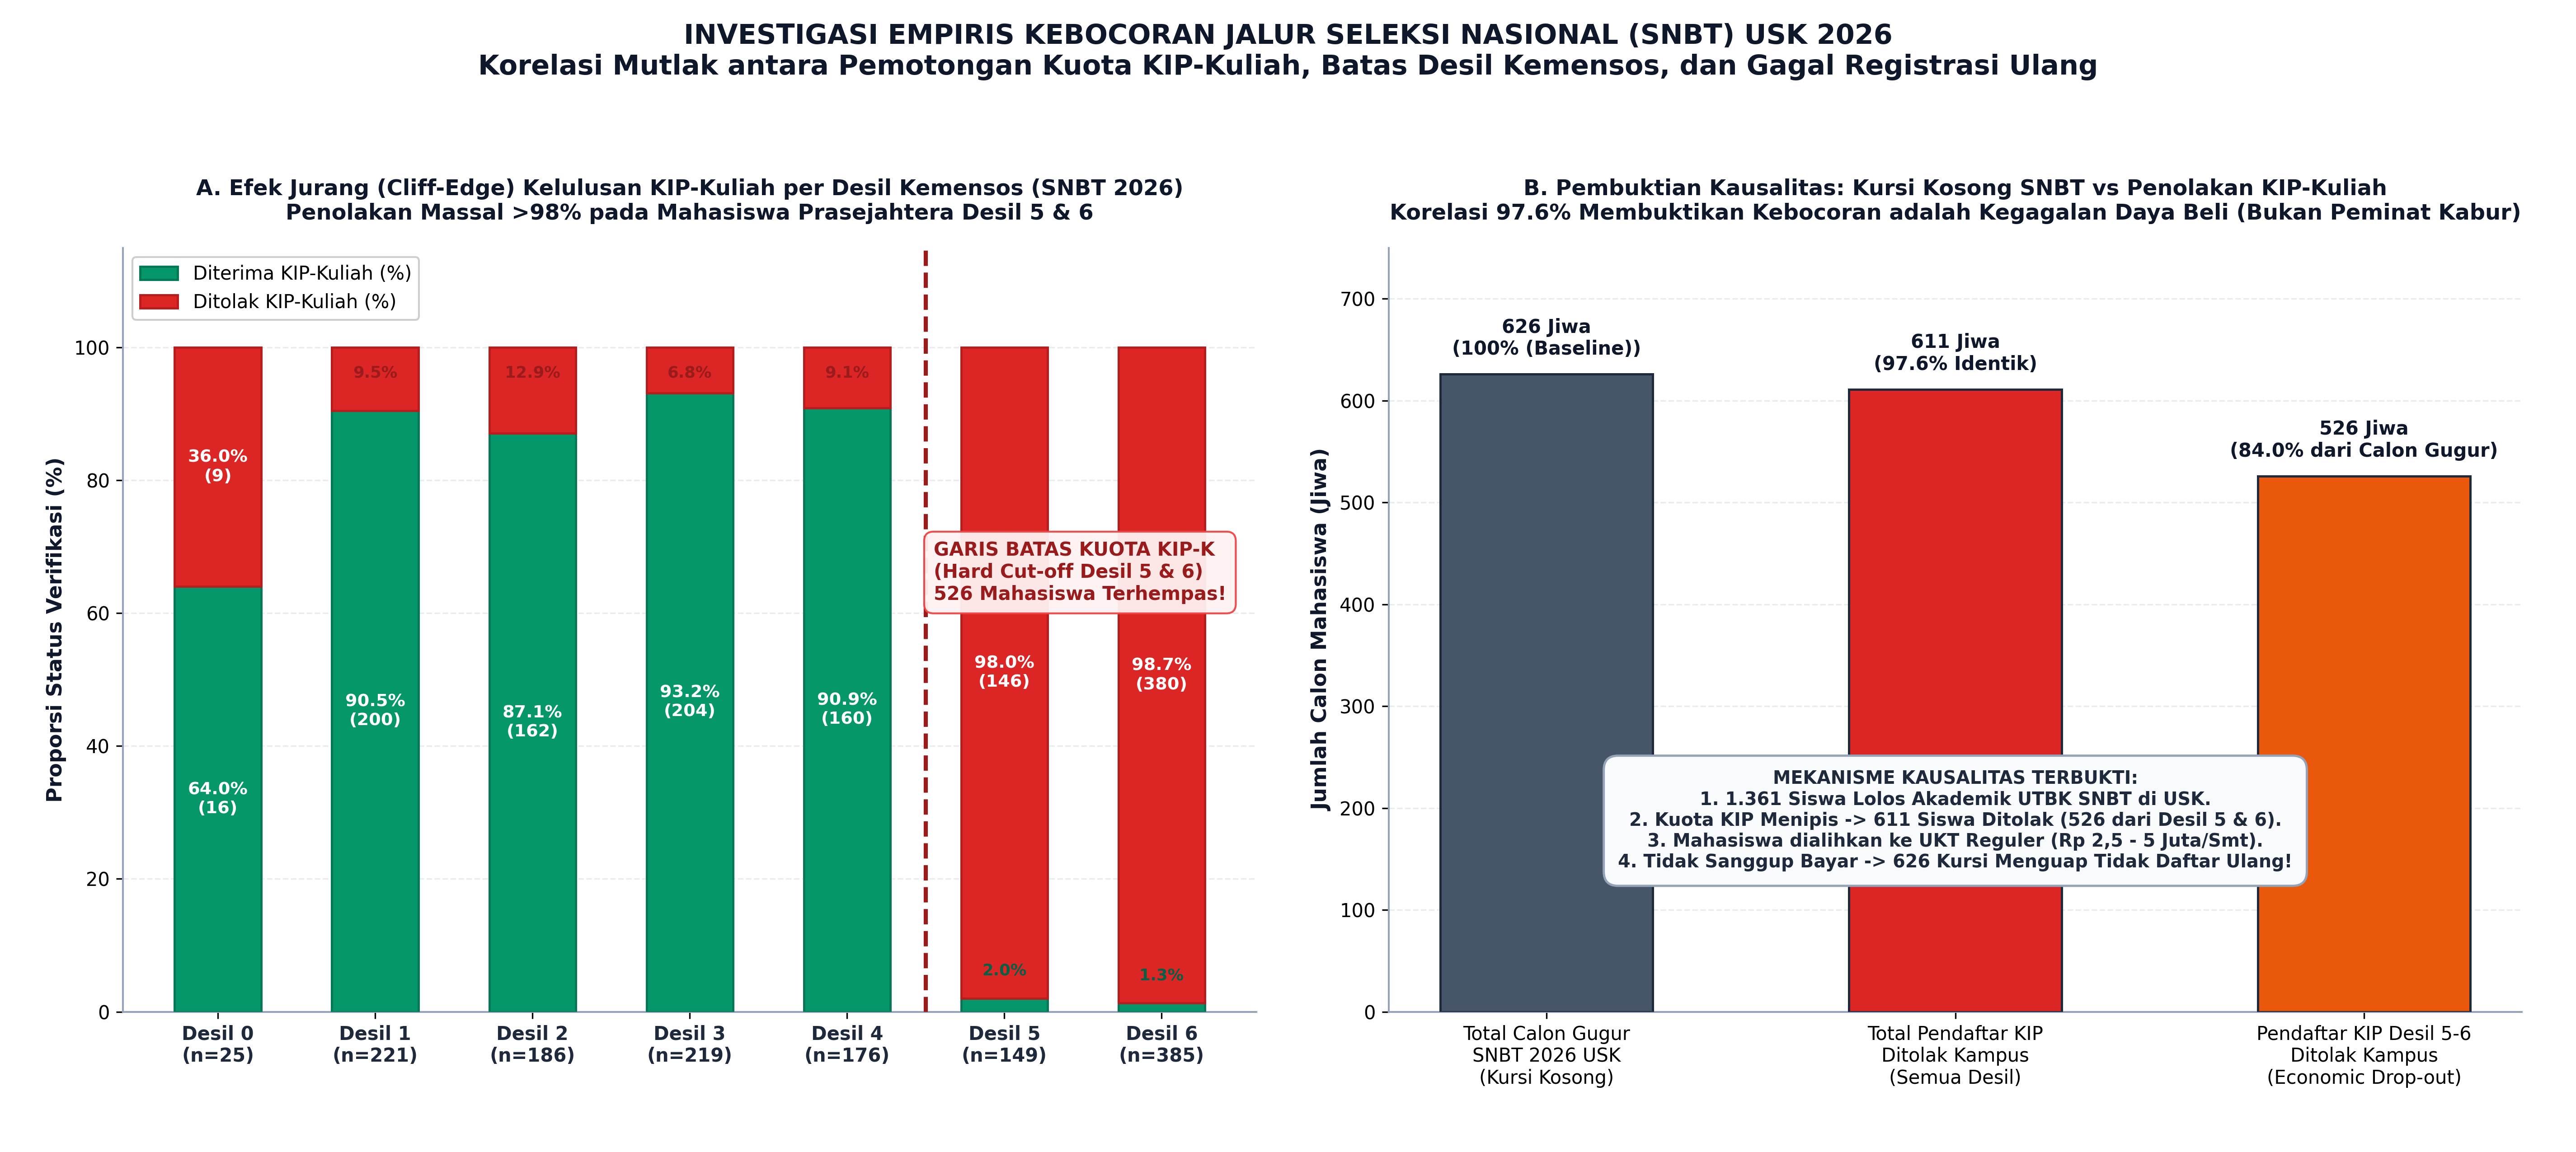 INVESTIGASI EMPIRIS KEBOCORAN JALUR SELEKSI NASIONAL (SNBT) USK 2026
Korelasi Mutlak antara Pemotongan Kuota KIP-Kuliah, Batas Desil Kemensos, dan Gagal Registrasi Ulang
A. Efek Jurang (Cliff-Edge) Kelulusan KIP-Kuliah per Desil Kemensos (SNBT 2026)
Penolakan Massal >98% pada Mahasiswa Prasejahtera Desil 5 & 6
Diterima KIP-Kuliah (%)
Ditolak KIP-Kuliah (%)
Proporsi Status Verifikasi (%)
100
80
60
40
20
0
36.0%
(9)
64.0%
(16)
9.5%
90.5%
(200)
12.9%
87.1%
(162)
6.8%
93.2%
(204)
9.1%
90.9%
(160)
GARIS BATAS KUOTA KIP-K
(Hard Cut-off Desil 5 & 6)
526 Mahasiswa Terhempas!
98.0%
(146)
2.0%
98.7%
(380)
1.3%
Desil 0
(n=25)
Desil 1
(n=221)
Desil 2
(n=186)
Desil 3
(n=219)
Desil 4
(n=176)
Desil 5
(n=149)
Desil 6
(n=385)
B. Pembuktian Kausalitas: Kursi Kosong SNBT vs Penolakan KIP-Kuliah
Korelasi 97.6% Membuktikan Kebocoran adalah Kegagalan Daya Beli (Bukan Peminat Kabur)
Jumlah Calon Mahasiswa (Jiwa)
700
600
500
400
300
200
100
0
626 Jiwa
(100% (Baseline))
611 Jiwa
(97.6% Identik)
526 Jiwa
(84.0% dari Calon Gugur)
MEKANISME KAUSALITAS TERBUKTI:
1. 1.361 Siswa Lolos Akademik UTBK SNBT di USK.
2. Kuota KIP Menipis -> 611 Siswa Ditolak (526 dari Desil 5 & 6).
3. Mahasiswa dialihkan ke UKT Reguler (Rp 2,5 - 5 Juta/Smt).
4. Tidak Sanggup Bayar -> 626 Kursi Menguap Tidak Daftar Ulang!
Total Calon Gugur
SNBT 2026 USK
(Kursi Kosong)
Total Pendaftar KIP
Ditolak Kampus
(Semua Desil)
Pendaftar KIP Desil 5-6
Ditolak Kampus
(Economic Drop-out)